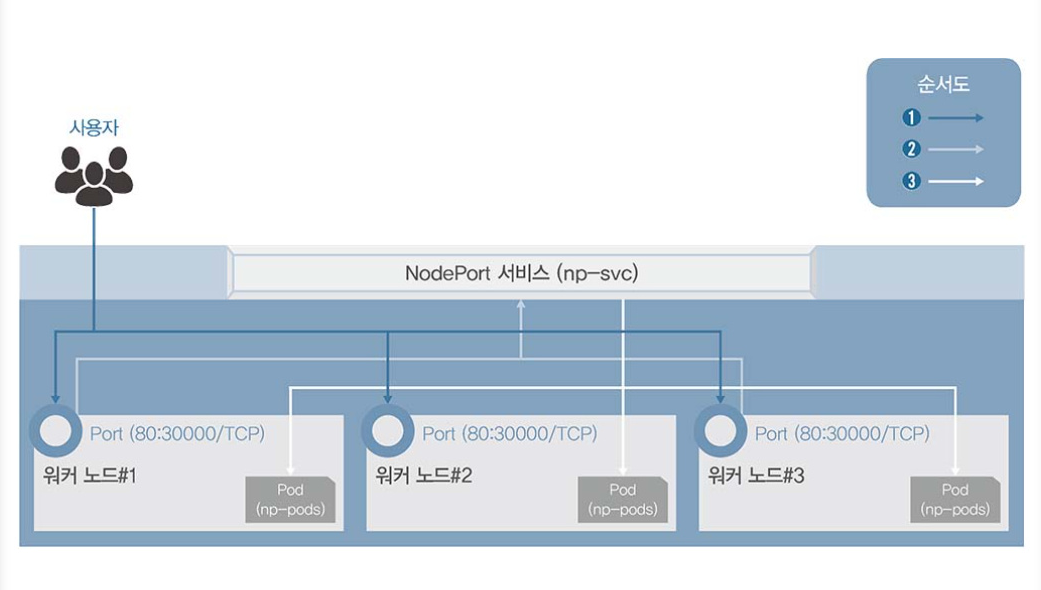 순서도
1
2
3
사용자
NodePort 서비스 (np-svc)
Port (80:30000/TCP)
워커 노드#1
Pod
(np-pods)
Port (80:30000/TCP)
워커 노드#2
Pod
(np-pods)
Port (80:30000/TCP)
워커 노드#3
Pod
(np-pods)